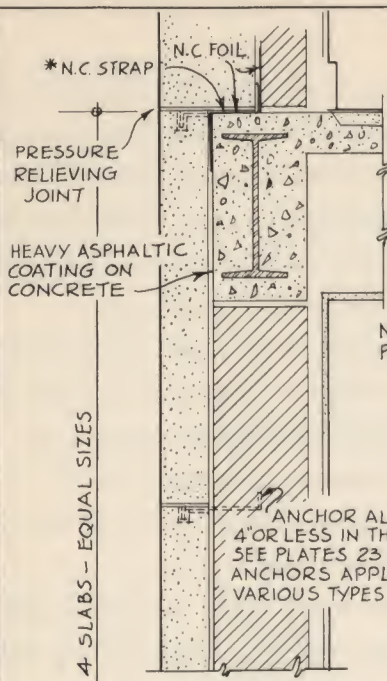 * N.C. STRAP
N.C. FOIL
PRESSURE
RELIEVING
JOINT
HEAVY ASPHALTIC
COATING ON
CONCRETE
4 SLABS - EQUAL SIZES
N
P
ANCHOR AL
4" OR LESS IN TH
SEE PLATES 23
ANCHORS APPL
VARIOUS TYPES